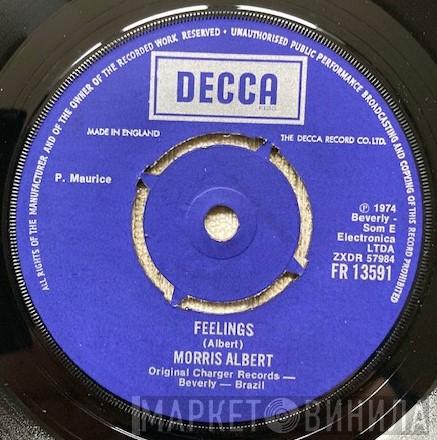 ALL RIGHTS OF THE MANUFACTURER AND OF THE OWNER OF THE RECORDED WORK RESERVED • UNAUTHORISED PUBLIC PERFORMANCE BROADCASTING AND COPYING OF THIS RECORD PROHIBITED
DECCA
MADE IN ENGLAND
THE DECCA RECORD CO. LTD.
P. Maurice
℗ 1974
Beverly -
Som E
Electronica
LTDA
ZXDR 57984
FR 13591
FEELINGS
(Albert)
MORRIS ALBERT
Original Charger Records —
Beverly — Brazil
МАРКЕТ ВИНИЛА